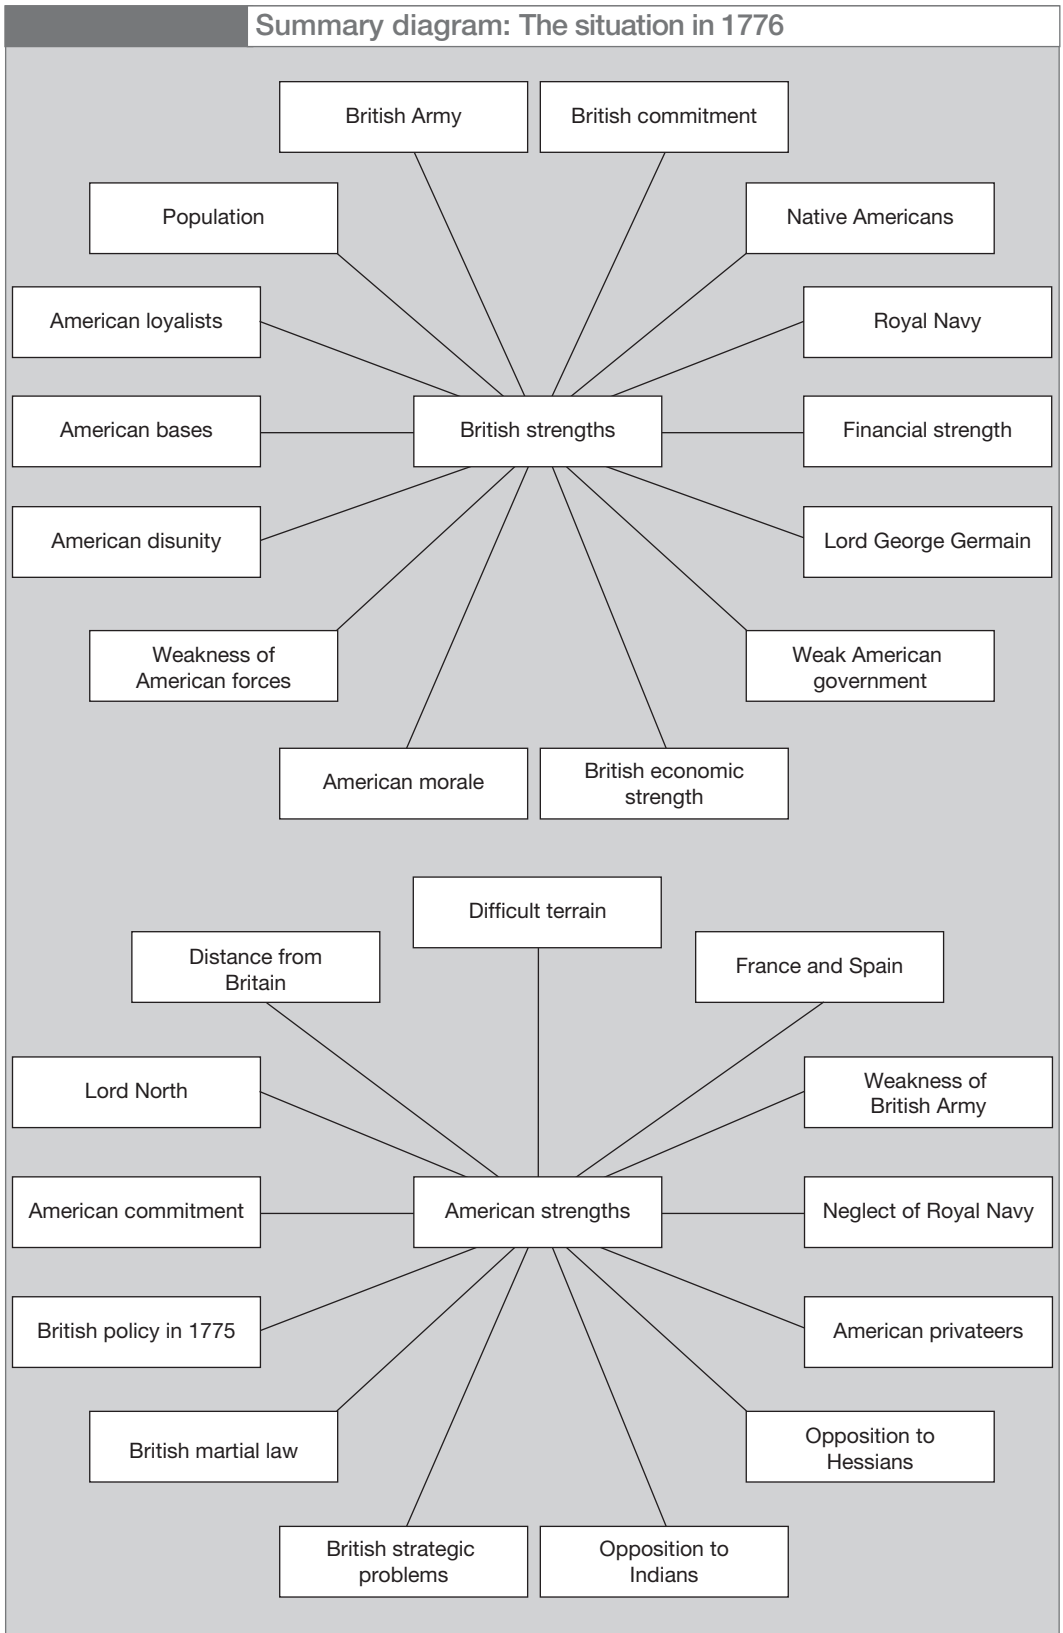 Summary diagram: The situation in 1776
British Army
British commitment
Population
Native Americans
American loyalists
Royal Navy
American bases
British strengths
Financial strength
American disunity
Lord George Germain
Weakness of
American forces
Weak American
government
American morale
British economic
strength
Difficult terrain
Distance from
Britain
France and Spain
Lord North
Weakness of
British Army
American commitment
American strengths
Neglect of Royal Navy
British policy in 1775
American privateers
British martial law
Opposition to
Hessians
British strategic
problems
Opposition to
Indians